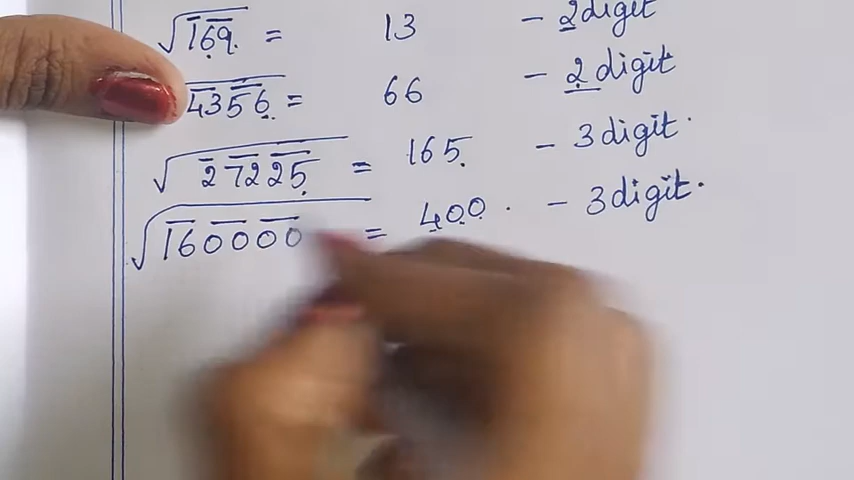 √169. = 13 - 2digit
√4356. = 66 - 2digit
√27225. = 165. - 3digit.
√160000 = 400. - 3digit.